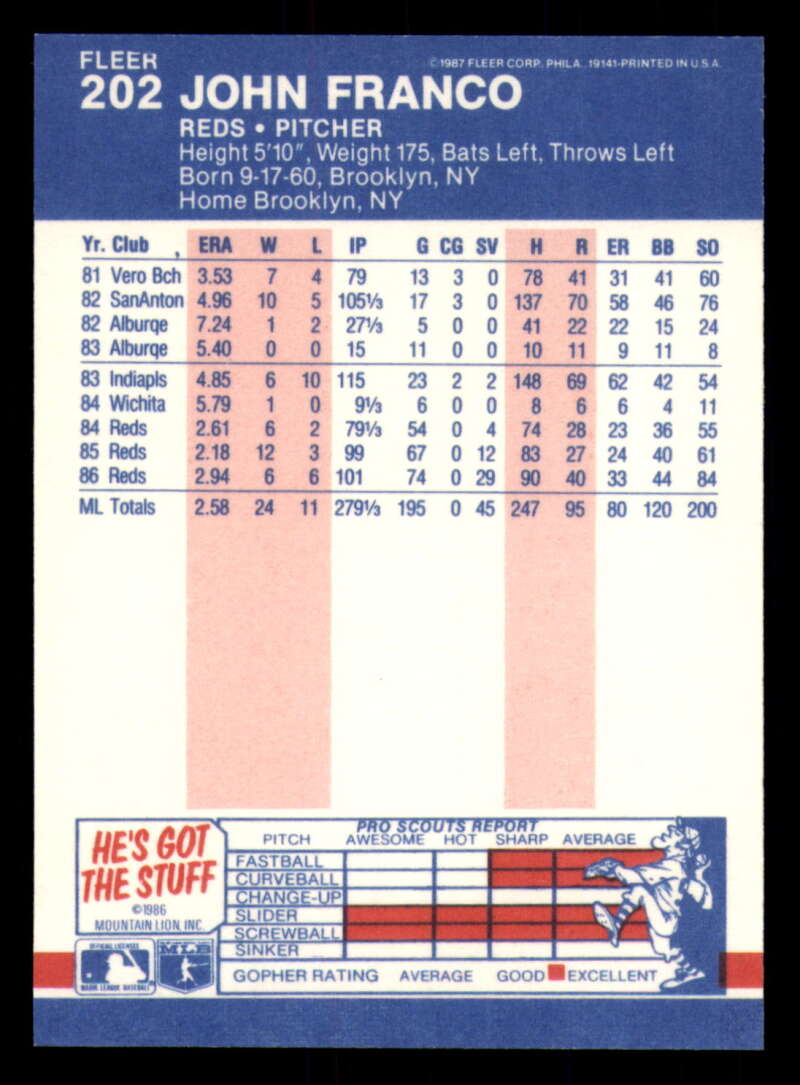 FLEER
©1987 FLEER CORP. PHILA. 19141-PRINTED IN U.S.A.
202 JOHN FRANCO
REDS • PITCHER
Height 5'10", Weight 175, Bats Left, Throws Left
Born 9-17-60, Brooklyn, NY
Home Brooklyn, NY
Yr. Club ERA W L IP G CG SV H R ER BB SO
81 Vero Bch 3.53 7 4 79 13 3 0 78 41 31 41 60
82 SanAnton 4.96 10 5 105⅓ 17 3 0 137 70 58 46 76
82 Alburqe 7.24 1 2 27⅓ 5 0 0 41 22 22 15 24
83 Alburqe 5.40 0 0 15 11 0 0 10 11 9 11 8
83 Indiapls 4.85 6 10 115 23 2 2 148 69 62 42 54
84 Wichita 5.79 1 0 9⅓ 6 0 0 8 6 6 4 11
84 Reds 2.61 6 2 79⅓ 54 0 4 74 28 23 36 55
85 Reds 2.18 12 3 99 67 0 12 83 27 24 40 61
86 Reds 2.94 6 6 101 74 0 29 90 40 33 44 84
ML Totals 2.58 24 11 279⅓ 195 0 45 247 95 80 120 200
HE'S GOT
THE STUFF
©1986
MOUNTAIN LION, INC.
OFFICIAL LICENSEE
MAJOR LEAGUE BASEBALL
MLB
PRO SCOUTS REPORT
PITCH AWESOME HOT SHARP AVERAGE
FASTBALL
CURVEBALL
CHANGE-UP
SLIDER
SCREWBALL
SINKER
GOPHER RATING AVERAGE GOOD EXCELLENT